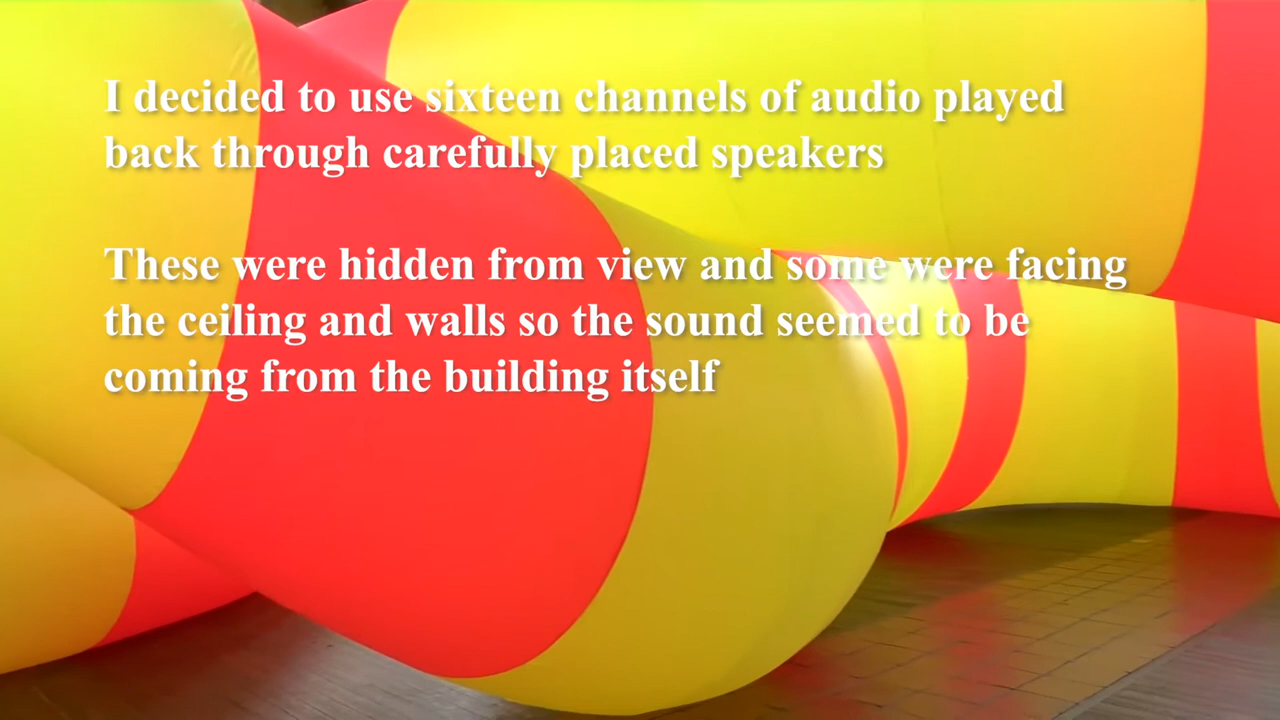 I decided to use sixteen channels of audio played
back through carefully placed speakers
These were hidden from view and some were facing
the ceiling and walls so the sound seemed to be
coming from the building itself